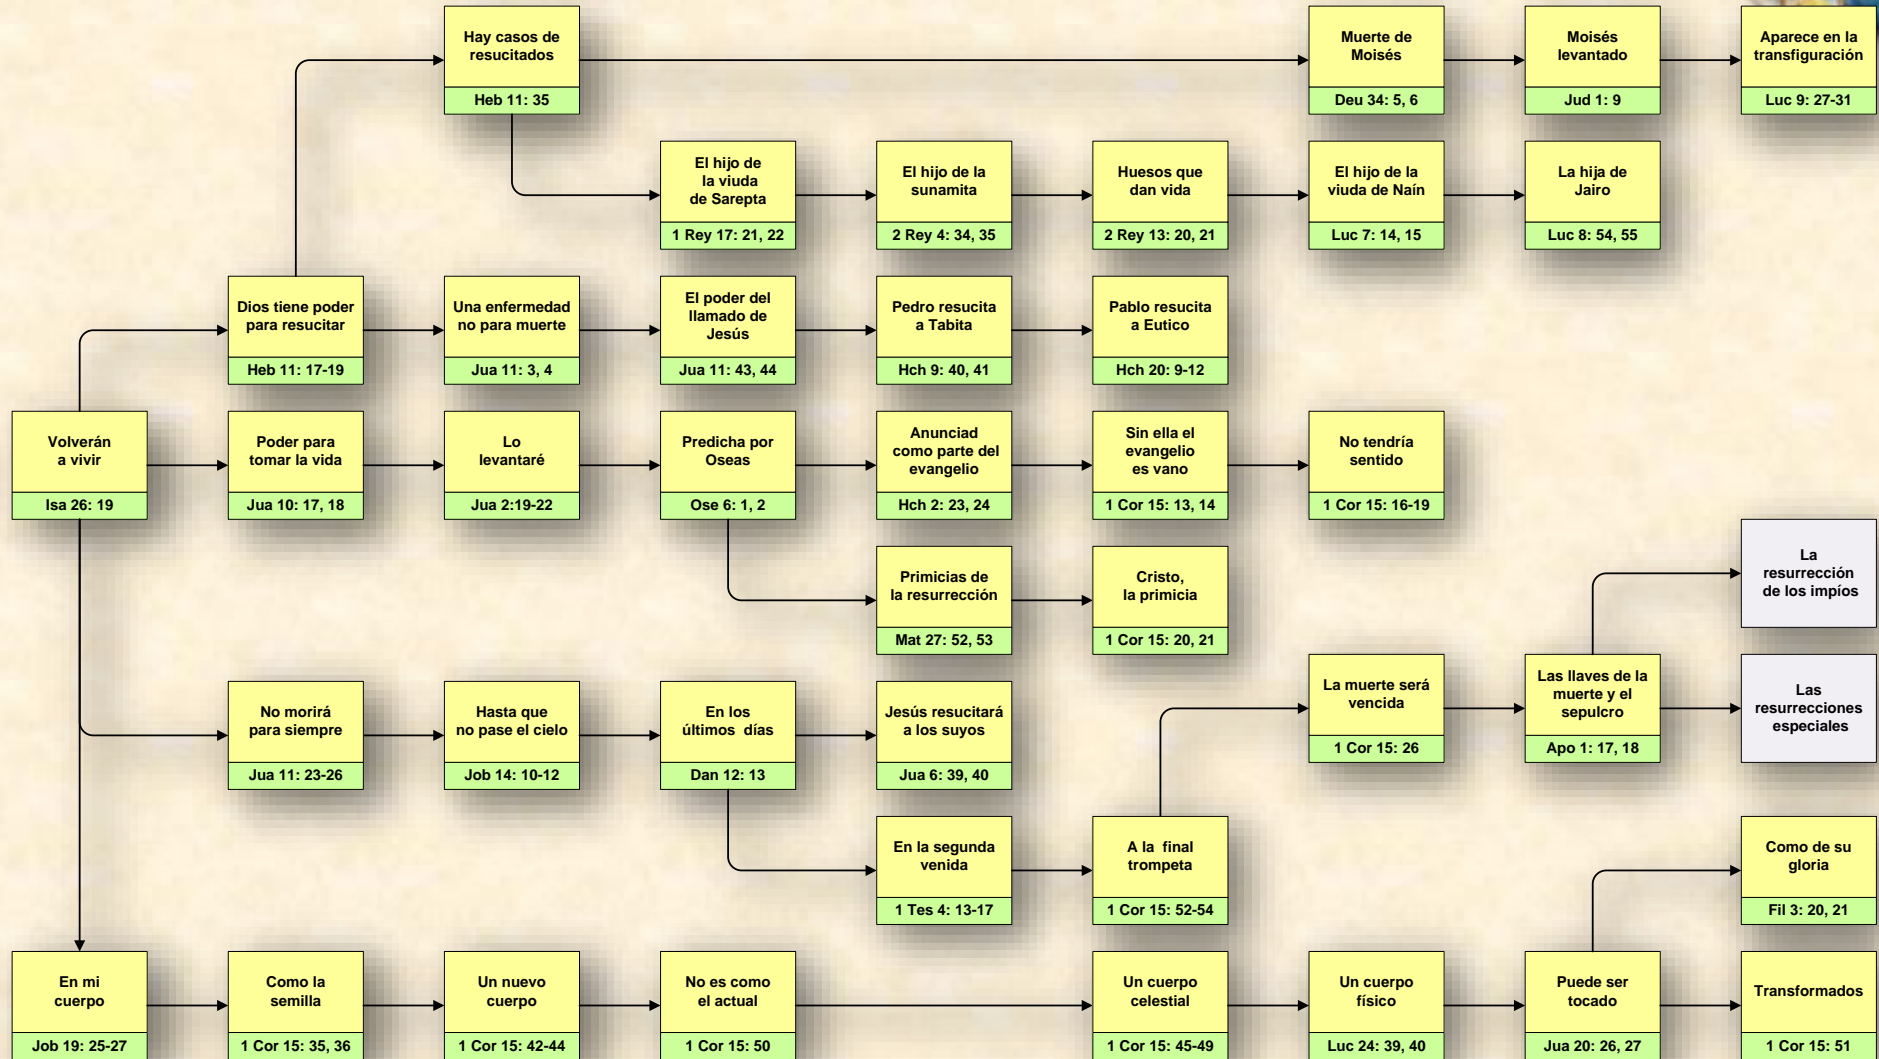 Hay casos de
resucitados
Heb 11: 35
Muerte de
Moisés
Deu 34: 5, 6
Moisés
levantado
Jud 1: 9
Aparece en la
transfiguración
Luc 9: 27-31
El hijo de
la viuda
de Sarepta
1 Rey 17: 21, 22
El hijo de la
sunamita
2 Rey 4: 34, 35
Huesos que
dan vida
2 Rey 13: 20, 21
El hijo de la
viuda de Naín
Luc 7: 14, 15
La hija de
Jairo
Luc 8: 54, 55
Dios tiene poder
para resucitar
Heb 11: 17-19
Una enfermedad
no para muerte
Jua 11: 3, 4
El poder del
llamado de
Jesús
Jua 11: 43, 44
Pedro resucita
a Tabita
Hch 9: 40, 41
Pablo resucita
a Eutico
Hch 20: 9-12
Volverán
a vivir
Isa 26: 19
Poder para
tomar la vida
Jua 10: 17, 18
Lo
levantaré
Jua 2:19-22
Predicha por
Oseas
Ose 6: 1, 2
Anunciad
como parte del
evangelio
Hch 2: 23, 24
Sin ella el
evangelio
es vano
1 Cor 15: 13, 14
No tendría
sentido
1 Cor 15: 16-19
Primicias de
la resurrección
Mat 27: 52, 53
Cristo,
la primicia
1 Cor 15: 20, 21
La
resurrección
de los impíos
No morirá
para siempre
Jua 11: 23-26
Hasta que
no pase el cielo
Job 14: 10-12
En los
últimos  días
Dan 12: 13
Jesús resucitará
a los suyos
Jua 6: 39, 40
La muerte será
vencida
1 Cor 15: 26
Las llaves de la
muerte y el
sepulcro
Apo 1: 17, 18
Las
resurrecciones
especiales
En la segunda
venida
1 Tes 4: 13-17
A la  final
trompeta
1 Cor 15: 52-54
Como de su
gloria
Fil 3: 20, 21
En mi
cuerpo
Job 19: 25-27
Como la
semilla
1 Cor 15: 35, 36
Un nuevo
cuerpo
1 Cor 15: 42-44
No es como
el actual
1 Cor 15: 50
Un cuerpo
celestial
1 Cor 15: 45-49
Un cuerpo
físico
Luc 24: 39, 40
Puede ser
tocado
Jua 20: 26, 27
Transformados
1 Cor 15: 51